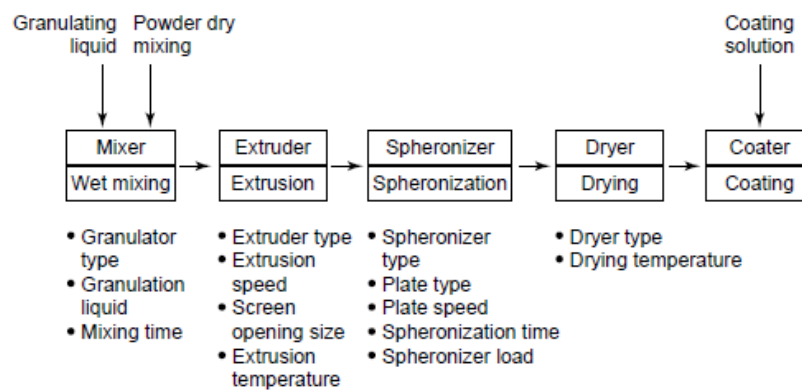 Granulating
liquid
Powder dry
mixing
Coating
solution
Mixer
Wet mixing
Extruder
Extrusion
Spheronizer
Spheronization
Dryer
Drying
Coater
Coating
• Granulator
type
• Granulation
liquid
• Mixing time
• Extruder type
• Extrusion
speed
• Screen
opening size
• Extrusion
temperature
• Spheronizer
type
• Plate type
• Plate speed
• Spheronization time
• Spheronizer load
• Dryer type
• Drying temperature